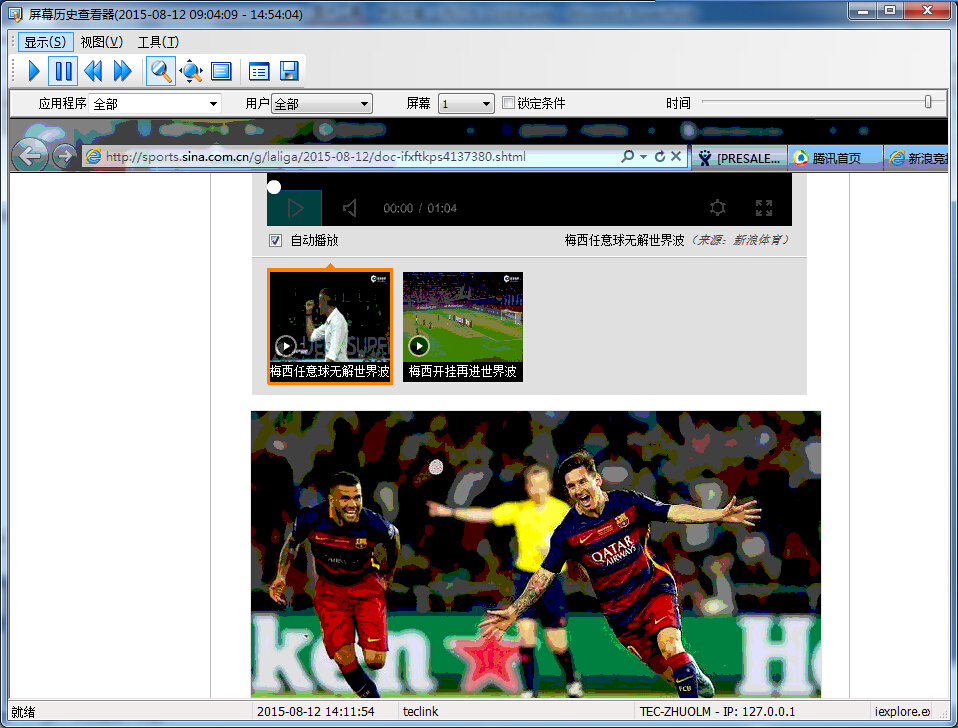 屏幕历史查看器(2015-08-12 09:04:09 - 14:54:04)
显示(S) 视图(V) 工具(T)
应用程序 全部 用户 全部 屏幕 1 锁定条件 时间
http://sports.sina.com.cn/g/laliga/2015-08-12/doc-ifxftkps4137380.shtml [PRESALE... 腾讯首页 新浪竞
00:00 / 01:04
自动播放 梅西任意球无解世界波 (来源：新浪体育)
梅西任意球无解世界波 梅西开挂再进世界波
QATAR
AIRWAYS
FCB
就绪 2015-08-12 14:11:54 teclink TEC-ZHUOLM - IP: 127.0.0.1 iexplore.ex